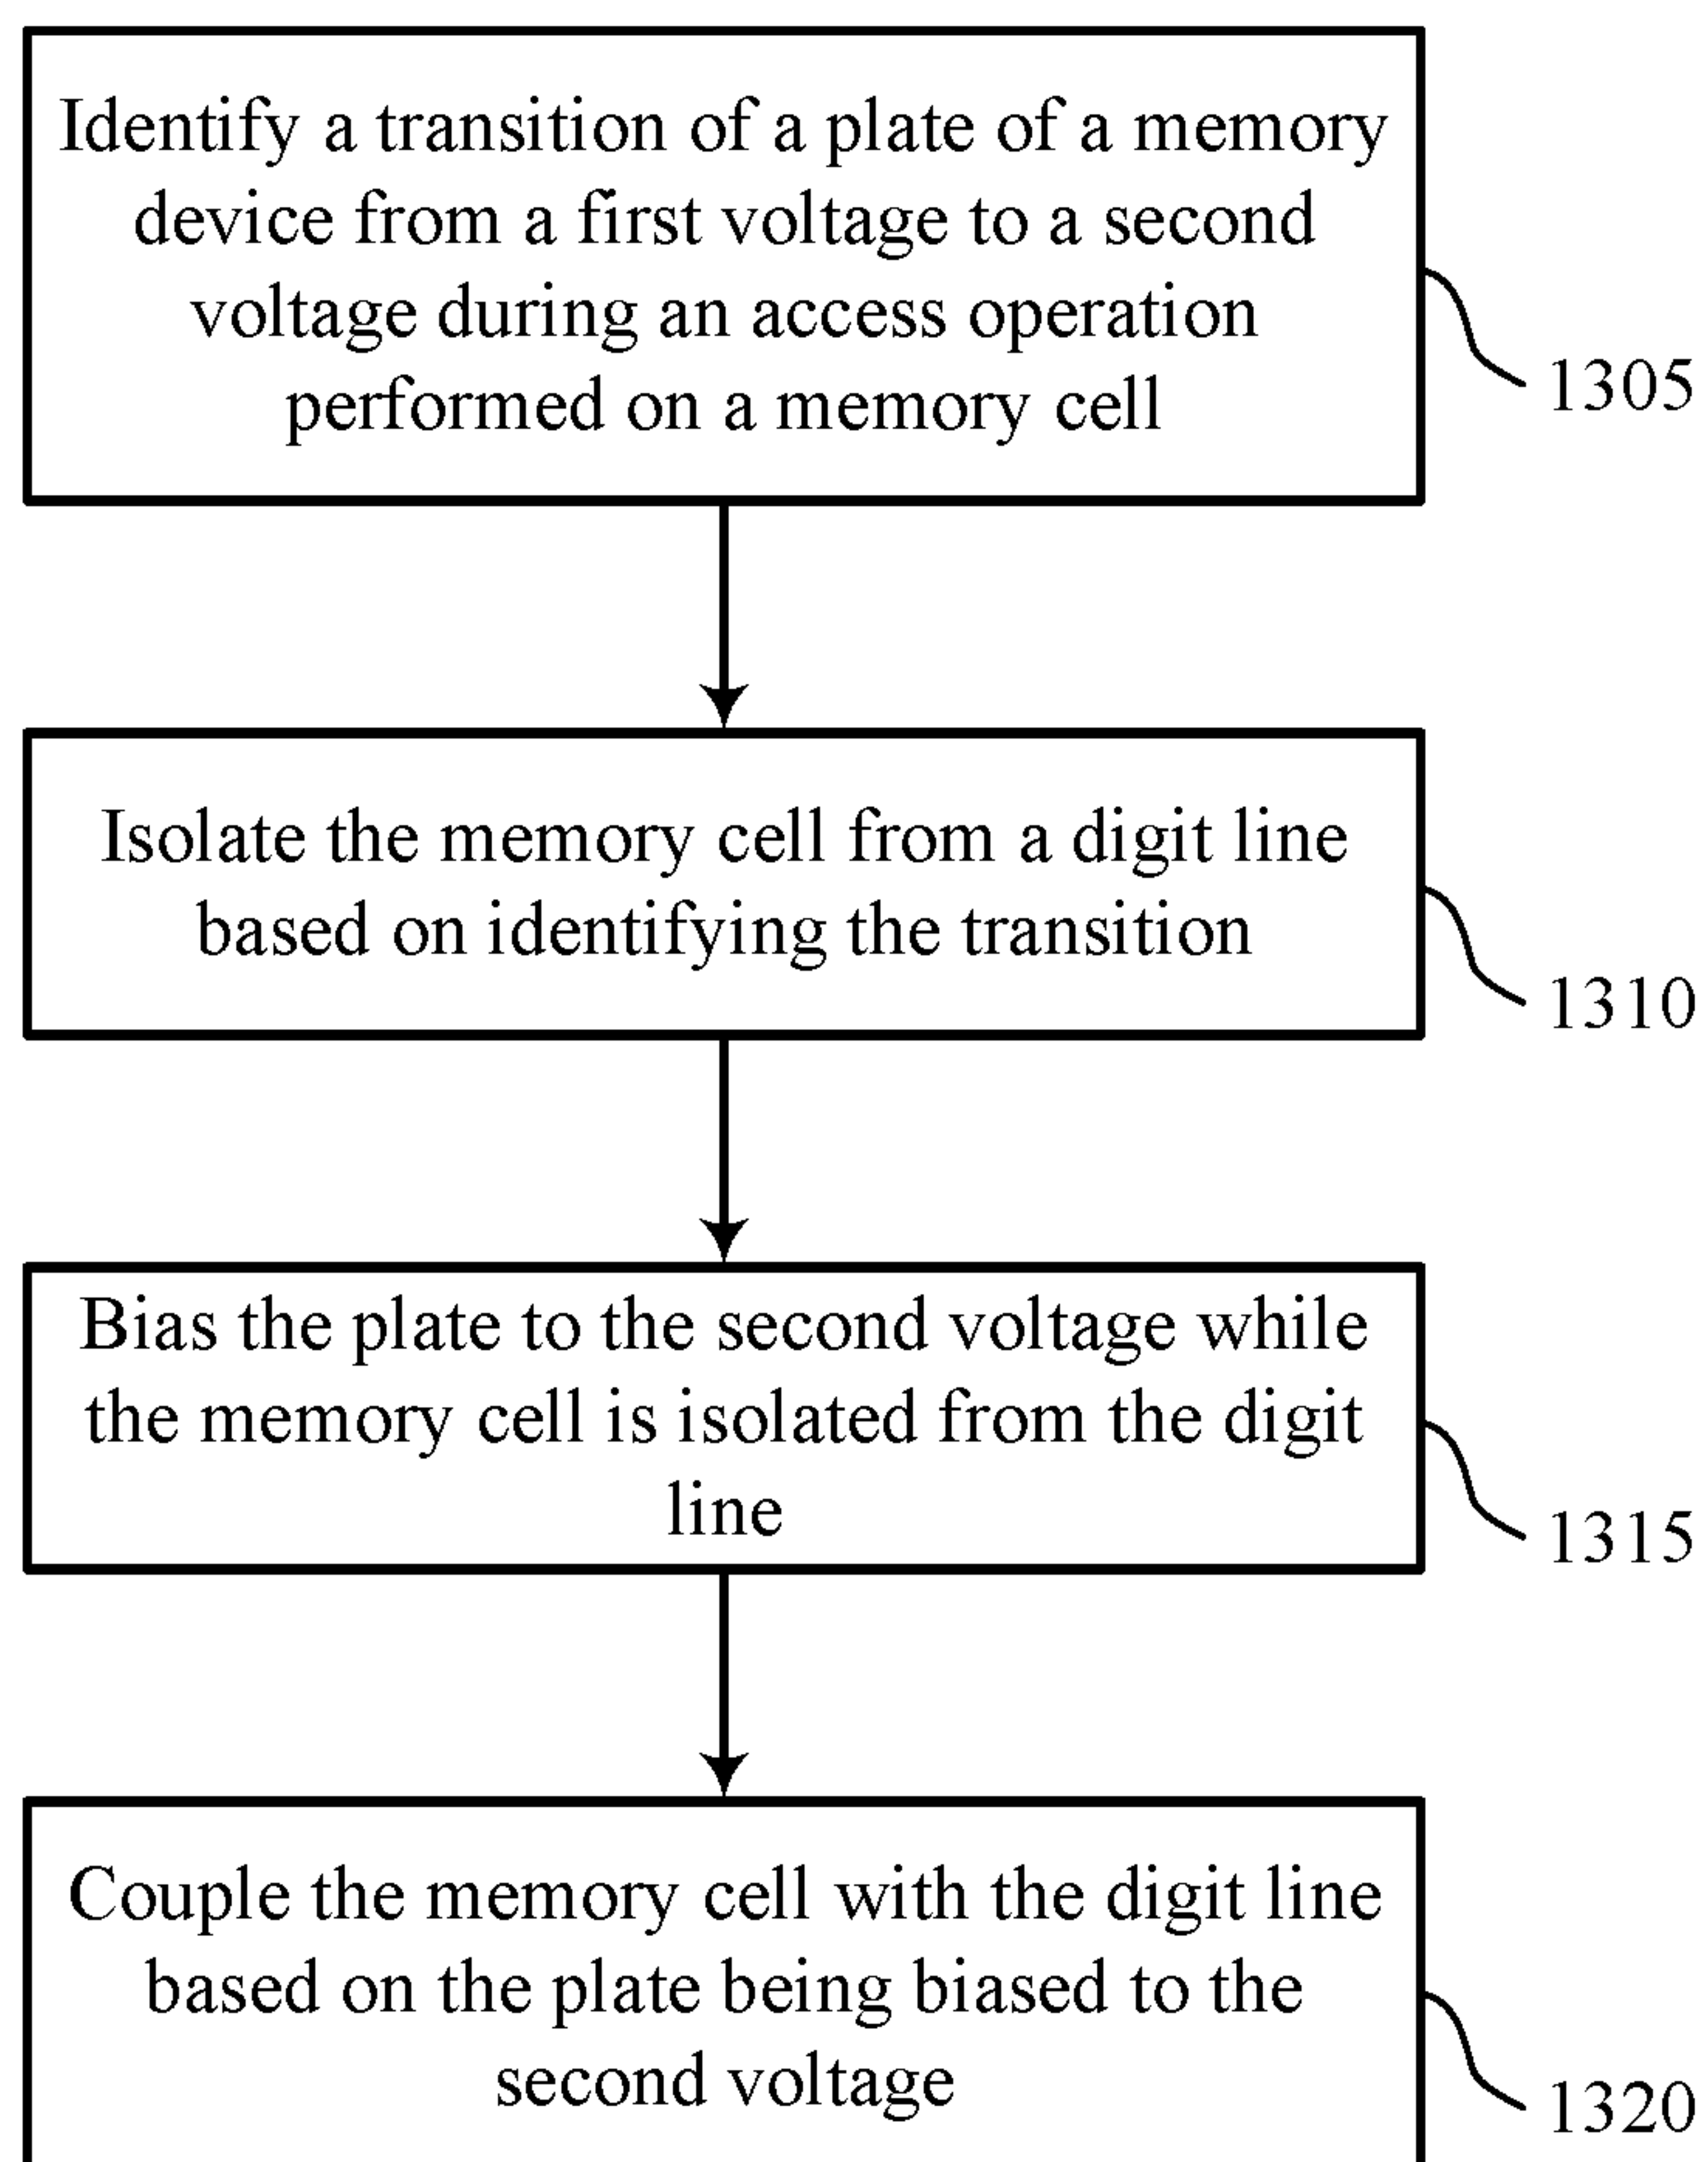 Identify a transition of a plate of a memory
device from a first voltage to a second
voltage during an access operation
performed on a memory cell
1305
Isolate the memory cell from a digit line
based on identifying the transition
1310
Bias the plate to the second voltage while
the memory cell is isolated from the digit
line
1315
Couple the memory cell with the digit line
based on the plate being biased to the
second voltage
1320